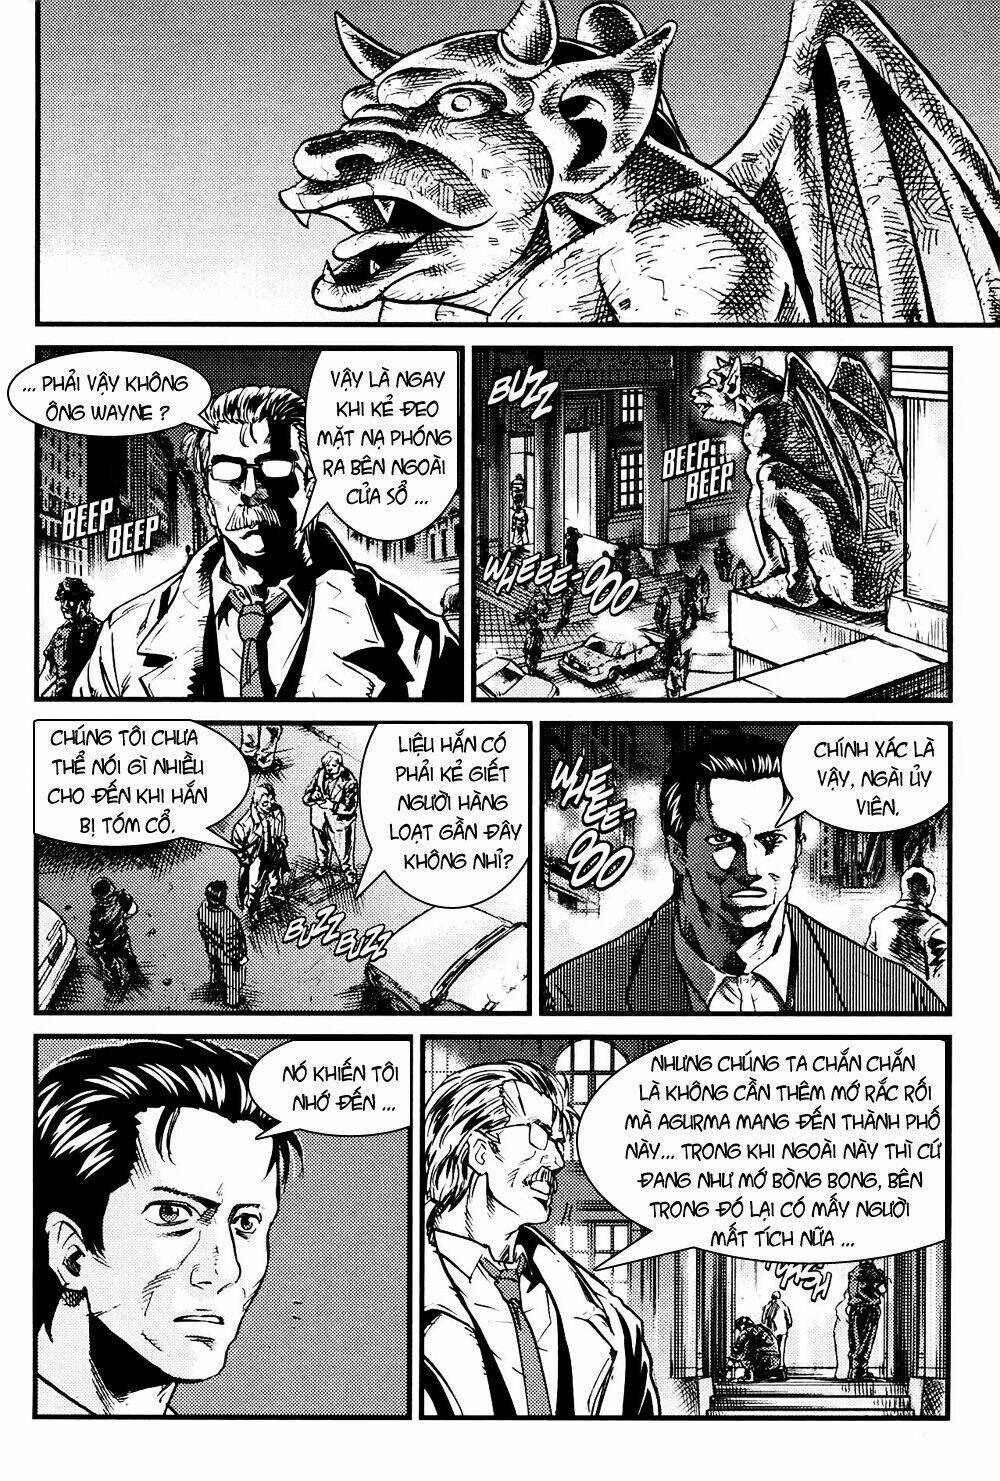 VẬY LÀ NGAY
KHI KẺ ĐEO
MẶT NẠ PHÓNG
RA BÊN NGOÀI
CỬA SỔ ...
... PHẢI VẬY KHÔNG
ÔNG WAYNE ?
BEEP
BEEP
BUZZ
BEEP
BEEP
WHEEE-
OOO
CHÍNH XÁC LÀ
VẬY, NGÀI ỦY
VIÊN.
WHEEE-
OOO
LIỆU HẮN CÓ
PHẢI KẺ GIẾT
NGƯỜI HÀNG
LOẠT GẦN ĐÂY
KHÔNG NHỈ?
CHÚNG TÔI CHƯA
THỂ NÓI GÌ NHIỀU
CHO ĐẾN KHI HẮN
BỊ TÓM CỔ.
BUZZ
BUZZ
NÓ KHIẾN TÔI
NHỚ ĐẾN ...
NHƯNG CHÚNG TA CHẮN CHẮN
LÀ KHÔNG CẦN THÊM MỚ RẮC RỐI
MÀ AGURMA MANG ĐẾN THÀNH PHỐ
NÀY... TRONG KHI NGOÀI NÀY THÌ CỨ
ĐANG NHƯ MỚ BÒNG BONG, BÊN
TRONG ĐÓ LẠI CÓ MẤY NGƯỜI
MẤT TÍCH NỮA ...